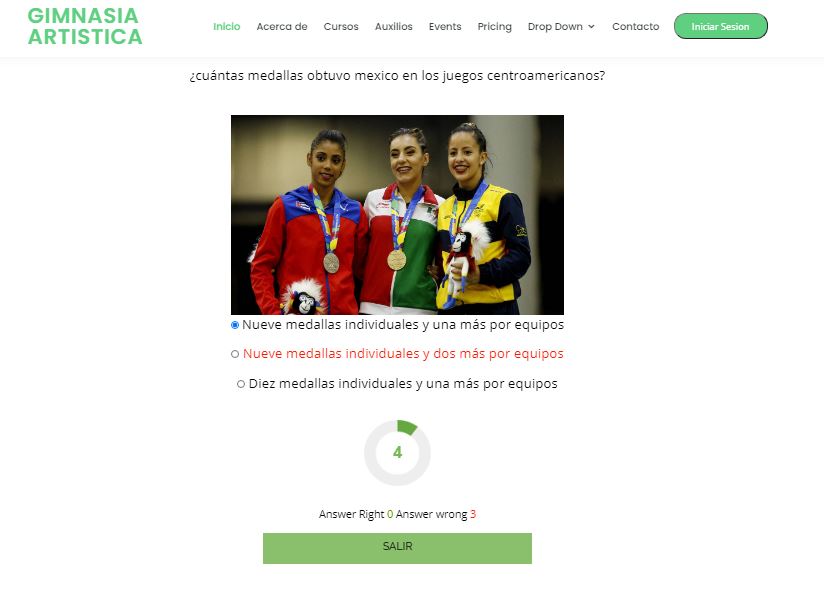 GIMNASIA
ARTISTICA
Inicio Acerca de Cursos Auxilios Events Pricing Drop Down Contacto Iniciar Sesion
¿cuántas medallas obtuvo mexico en los juegos centroamericanos?
Nueve medallas individuales y una más por equipos
Nueve medallas individuales y dos más por equipos
Diez medallas individuales y una más por equipos
4
Answer Right 0 Answer wrong 3
SALIR